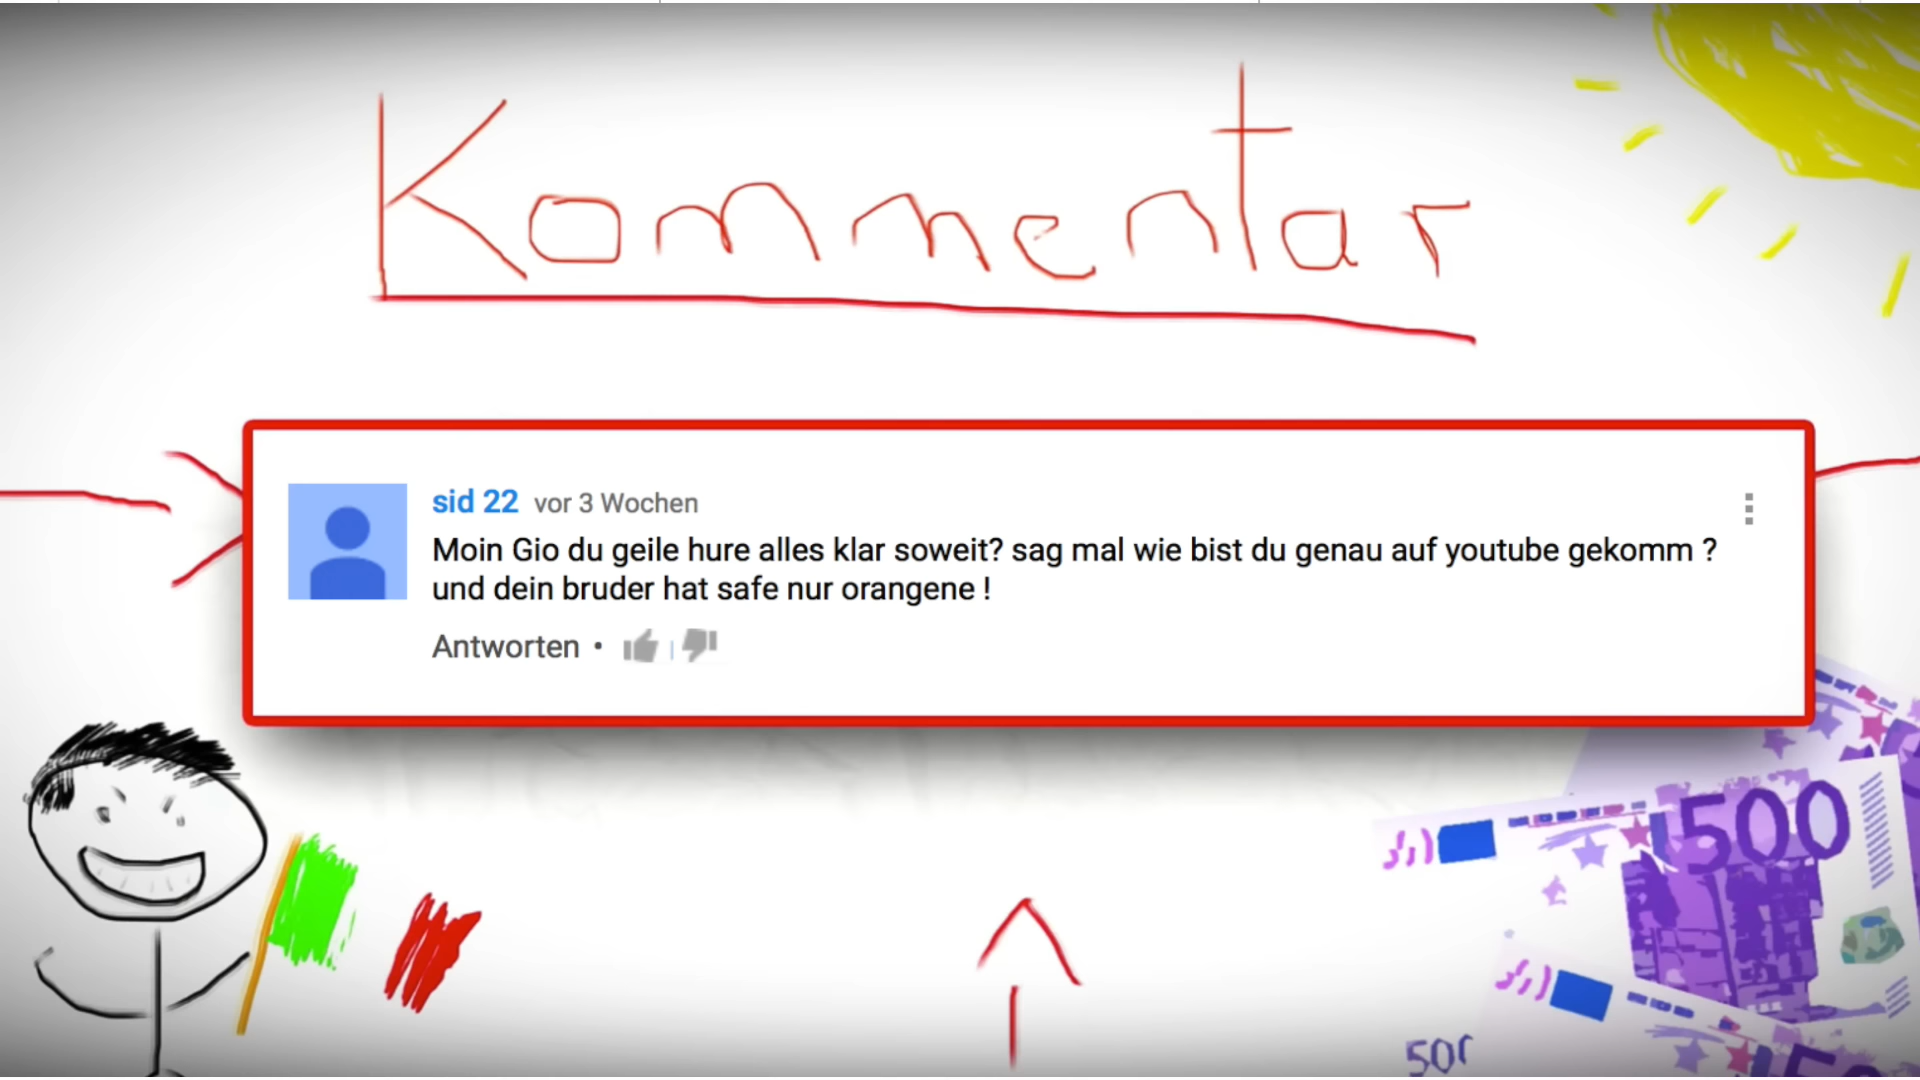 Kommentar
sid 22 vor 3 Wochen
Moin Gio du geile hure alles klar soweit? sag mal wie bist du genau auf youtube gekomm ?
und dein bruder hat safe nur orangene !
Antworten •
500
50